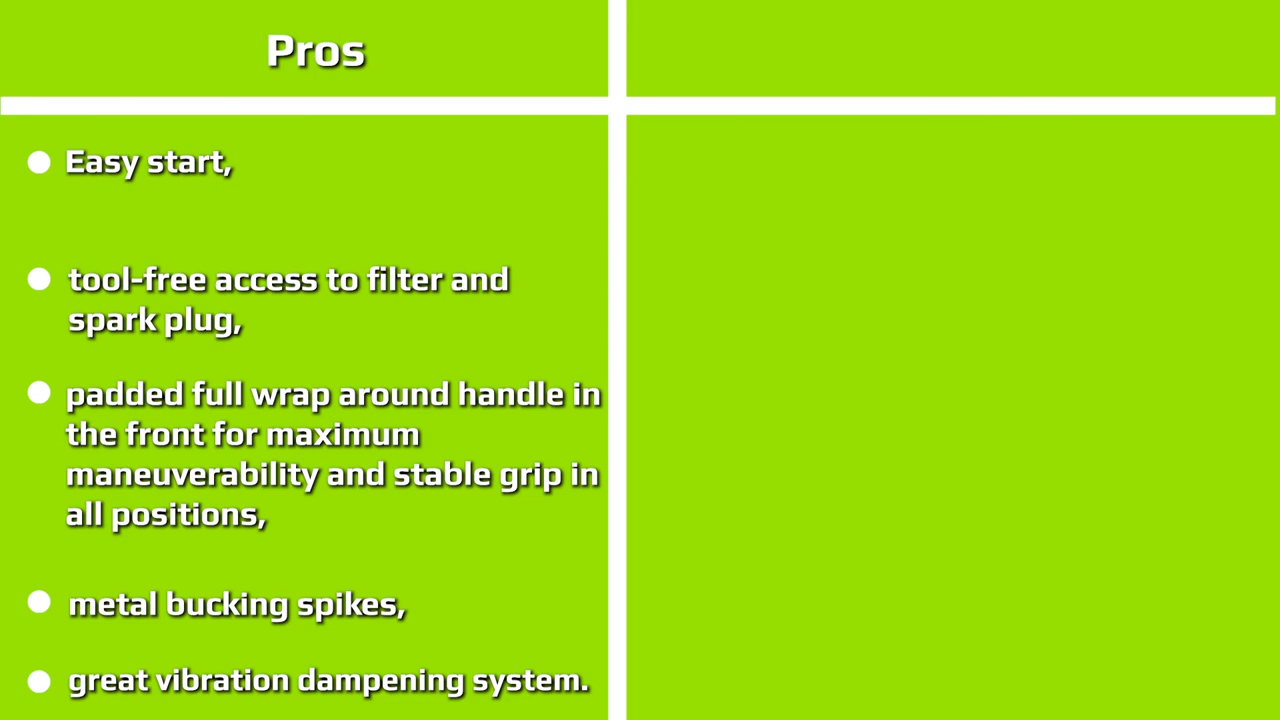 Pros
Easy start,
tool-free access to filter and
spark plug,
padded full wrap around handle in
the front for maximum
maneuverability and stable grip in
all positions,
metal bucking spikes,
great vibration dampening system.